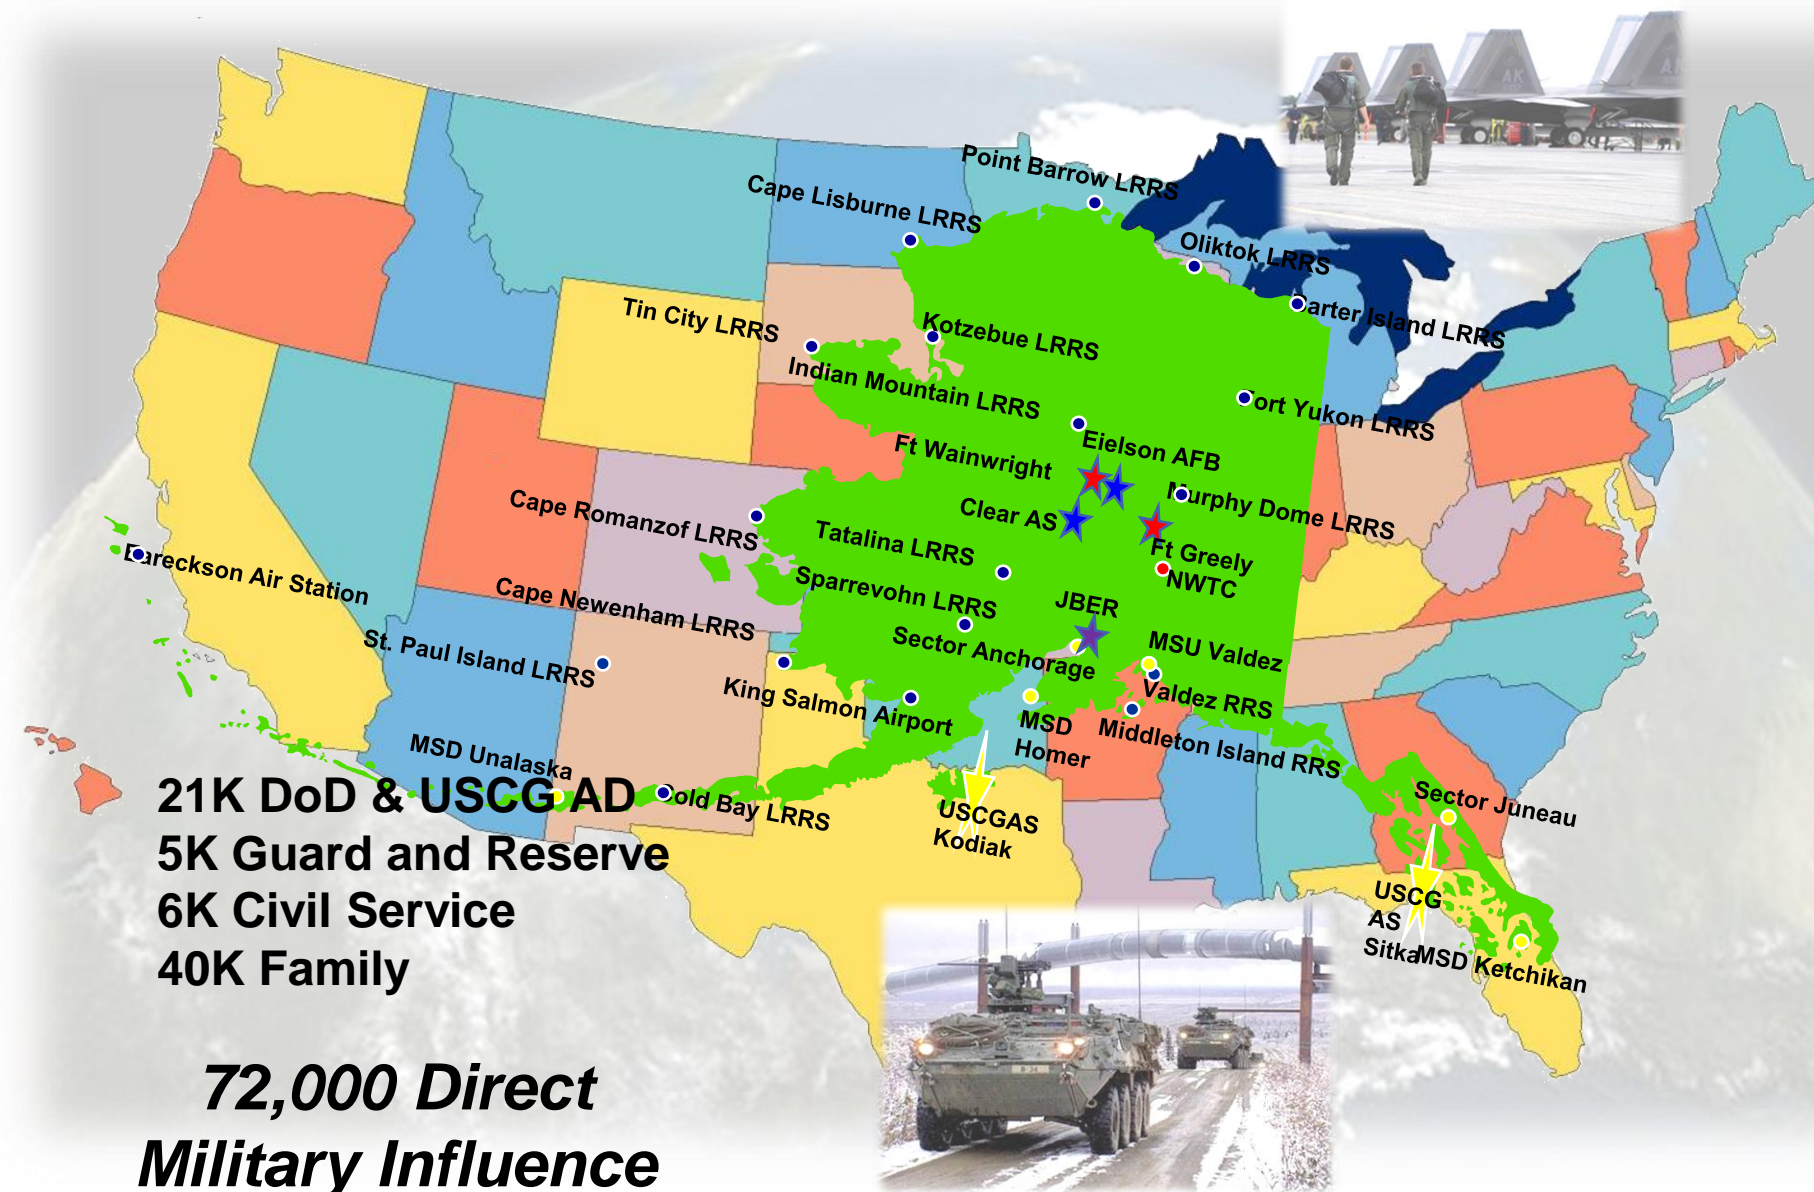 Point Barrow LRRS
Cape Lisburne LRRS
Oliktok LRRS
Barter Island LRRS
Tin City LRRS
Kotzebue LRRS
Indian Mountain LRRS
Fort Yukon LRRS
Ft Wainwright
Eielson AFB
Murphy Dome LRRS
Cape Romanzof LRRS
Clear AS
Tatalina LRRS
Ft Greely
NWTC
Eareckson Air Station
Cape Newenham LRRS
Sparrevohn LRRS
JBER
St. Paul Island LRRS
Sector Anchorage
MSU Valdez
King Salmon Airport
Valdez RRS
MSD
Homer
Middleton Island RRS
MSD Unalaska
Cold Bay LRRS
USCGAS
Kodiak
Sector Juneau
USCG
AS
Sitka
MSD Ketchikan
21K DoD & USCG AD
5K Guard and Reserve
6K Civil Service
40K Family
72,000 Direct
Military Influence
AK